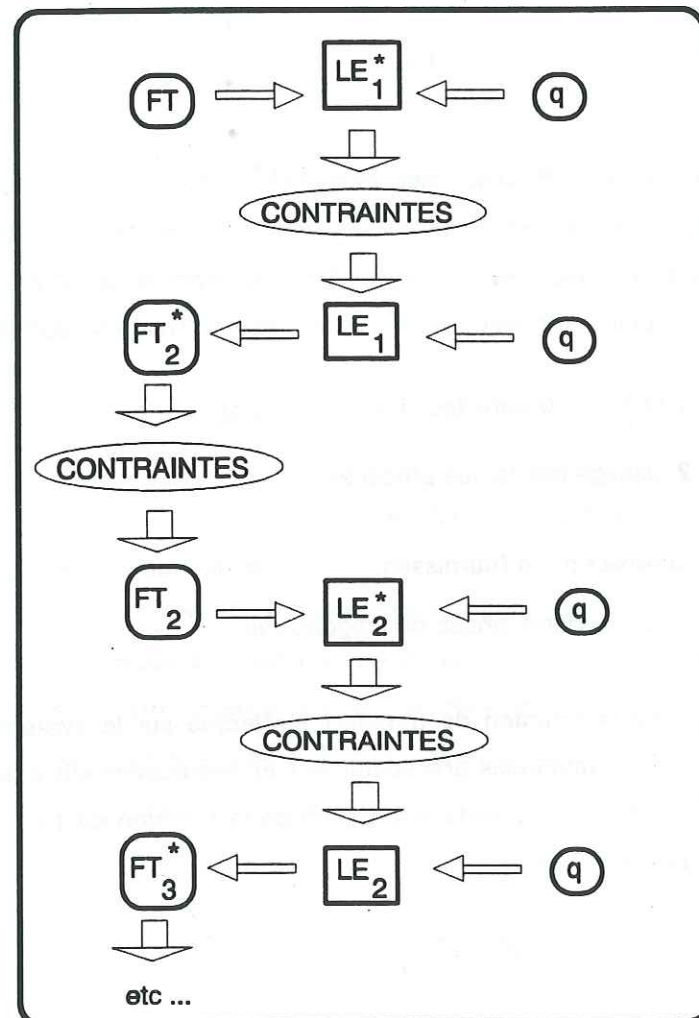 FT LE*1 q
CONTRAINTES
FT*2 LE1 q
CONTRAINTES
FT2 LE*2 q
CONTRAINTES
FT*3 LE2 q
etc ...